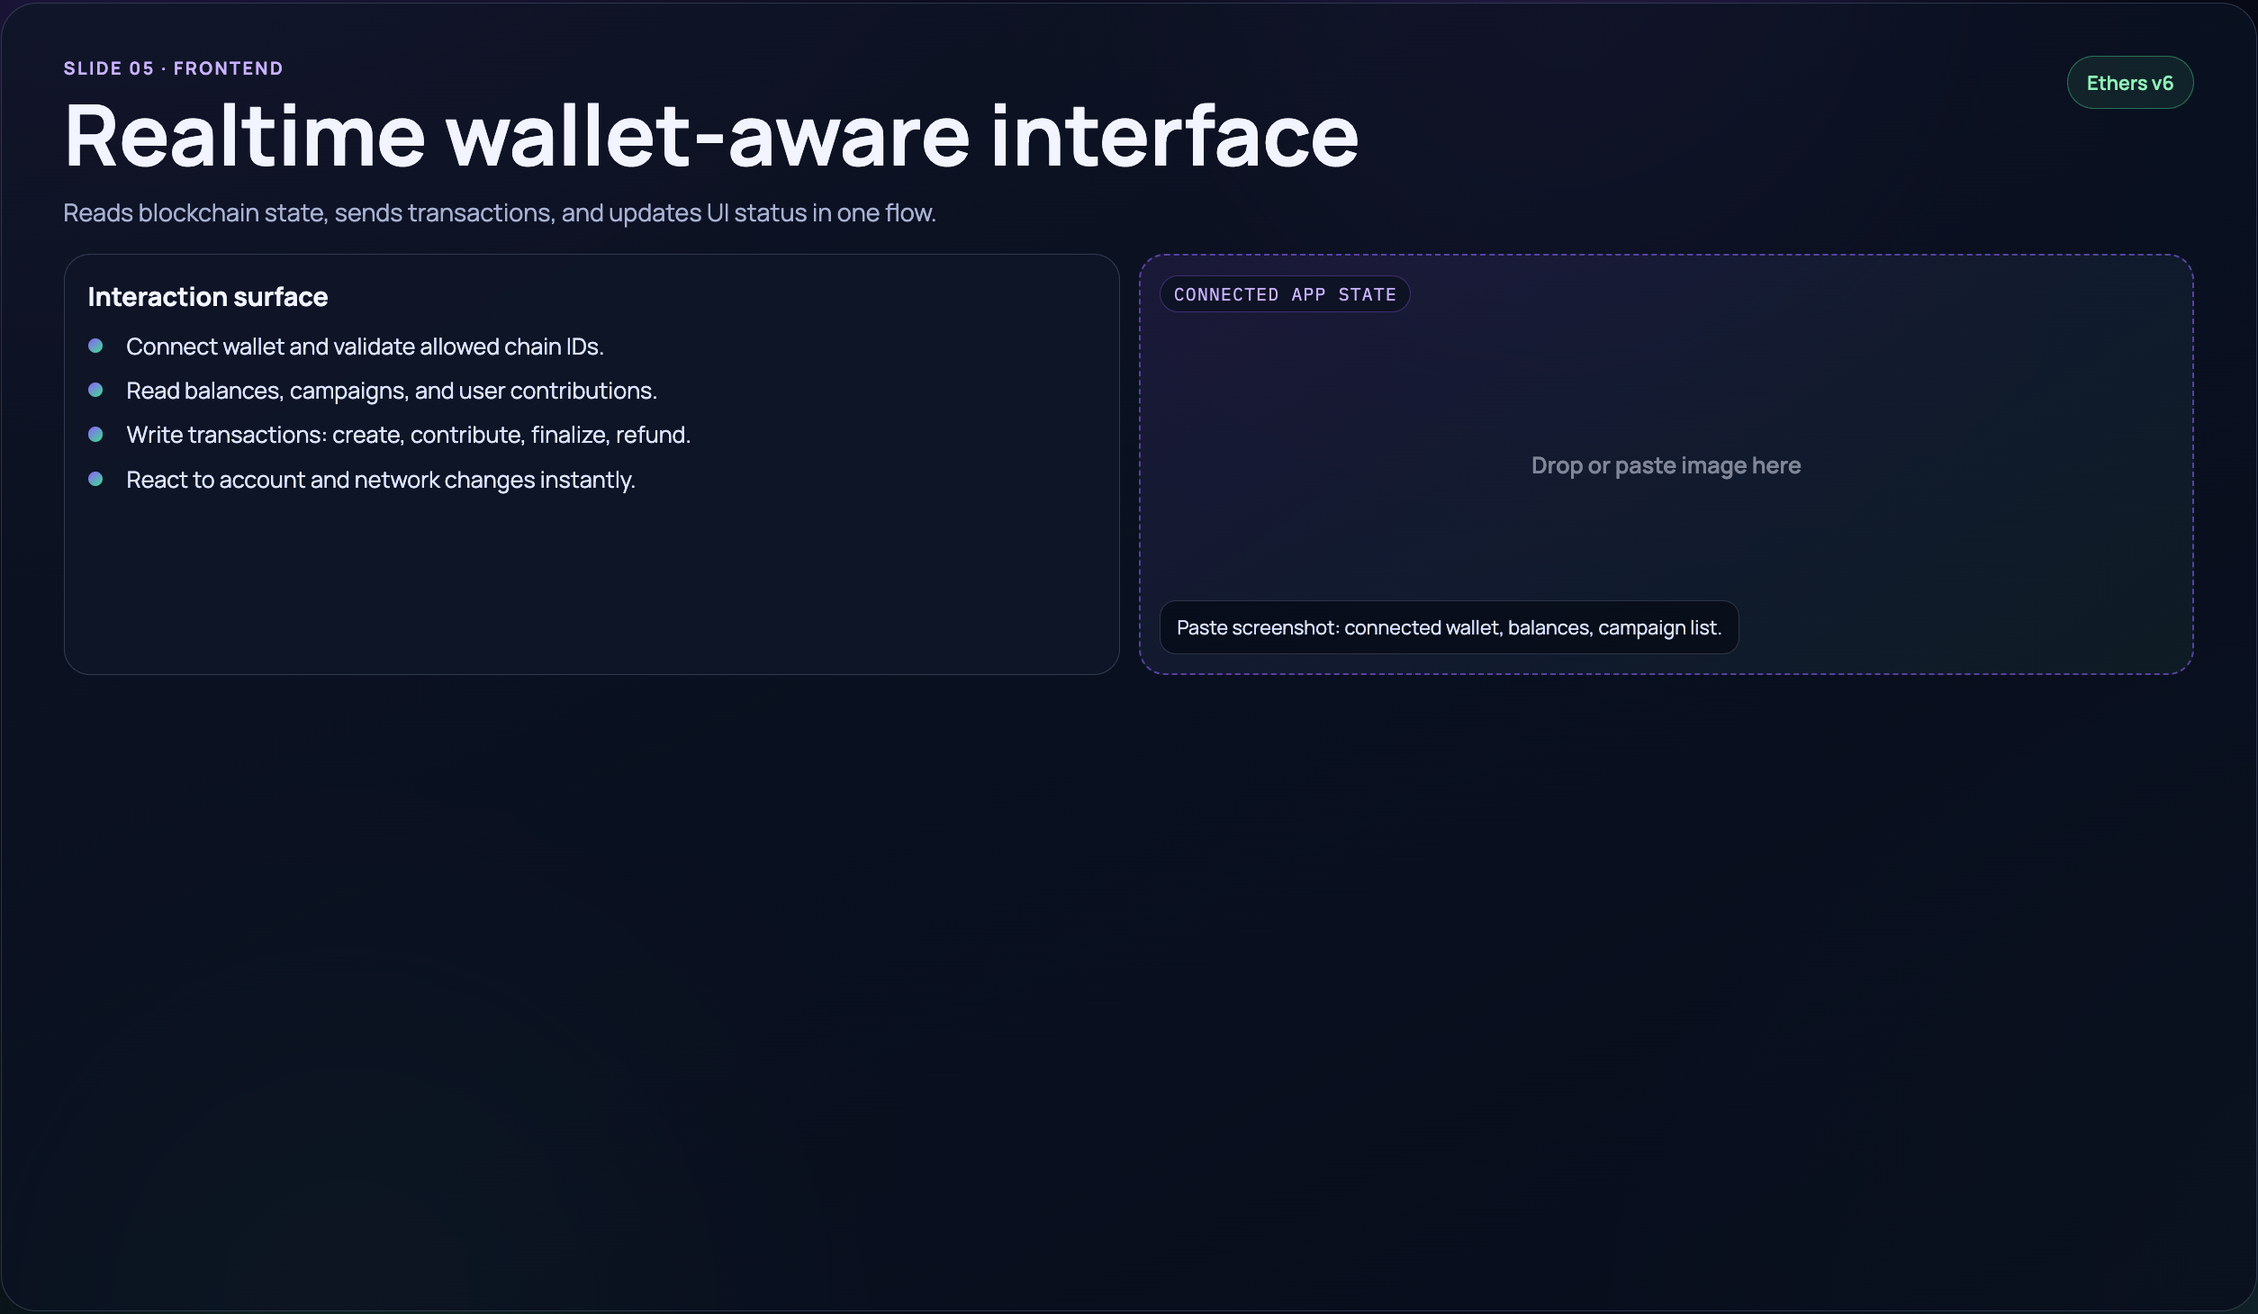 SLIDE 05 · FRONTEND
Realtime wallet-aware interface
Reads blockchain state, sends transactions, and updates UI status in one flow.
Ethers v6
Interaction surface
Connect wallet and validate allowed chain IDs.
Read balances, campaigns, and user contributions.
Write transactions: create, contribute, finalize, refund.
React to account and network changes instantly.
CONNECTED APP STATE
Drop or paste image here
Paste screenshot: connected wallet, balances, campaign list.